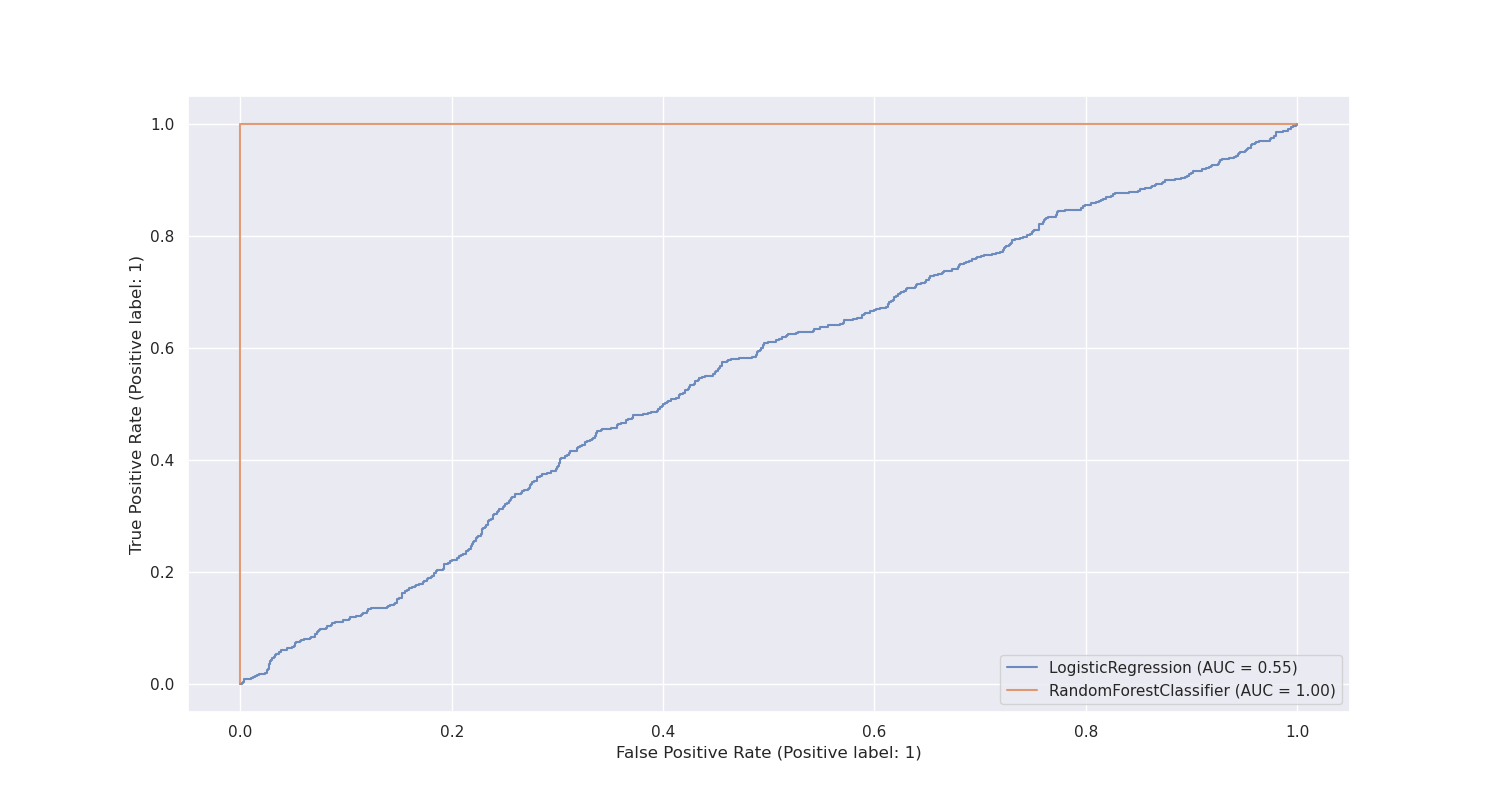 1.0
0.8
0.6
0.4
0.2
0.0
True Positive Rate (Positive label: 1)
LogisticRegression (AUC = 0.55)
RandomForestClassifier (AUC = 1.00)
0.0 0.2 0.4 0.6 0.8 1.0
False Positive Rate (Positive label: 1)